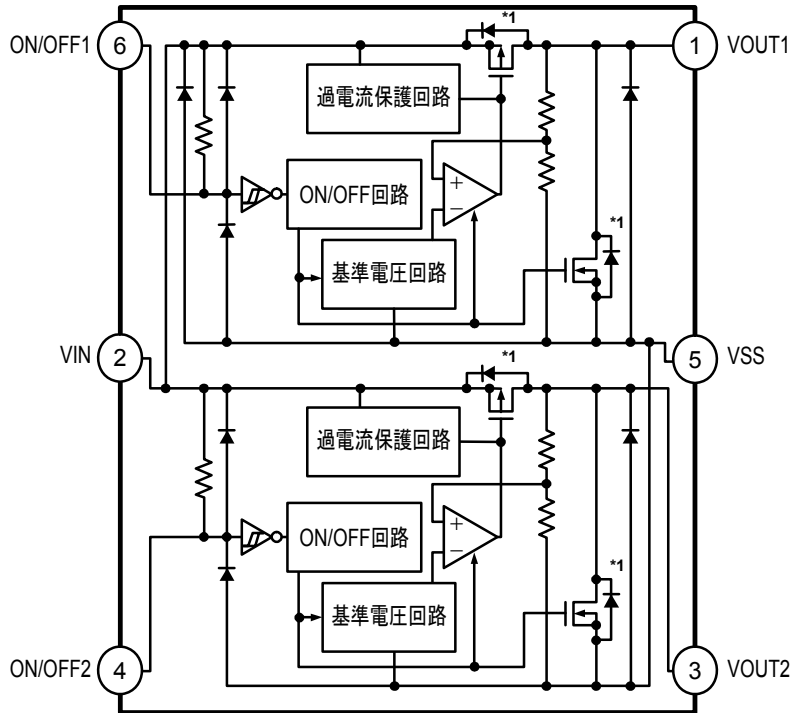 ON/OFF1
6
*1
1
VOUT1
過電流保護回路
+
−
ON/OFF回路
*1
基準電圧回路
VIN
2
5
VSS
*1
過電流保護回路
+
−
ON/OFF回路
*1
基準電圧回路
ON/OFF2
4
3
VOUT2